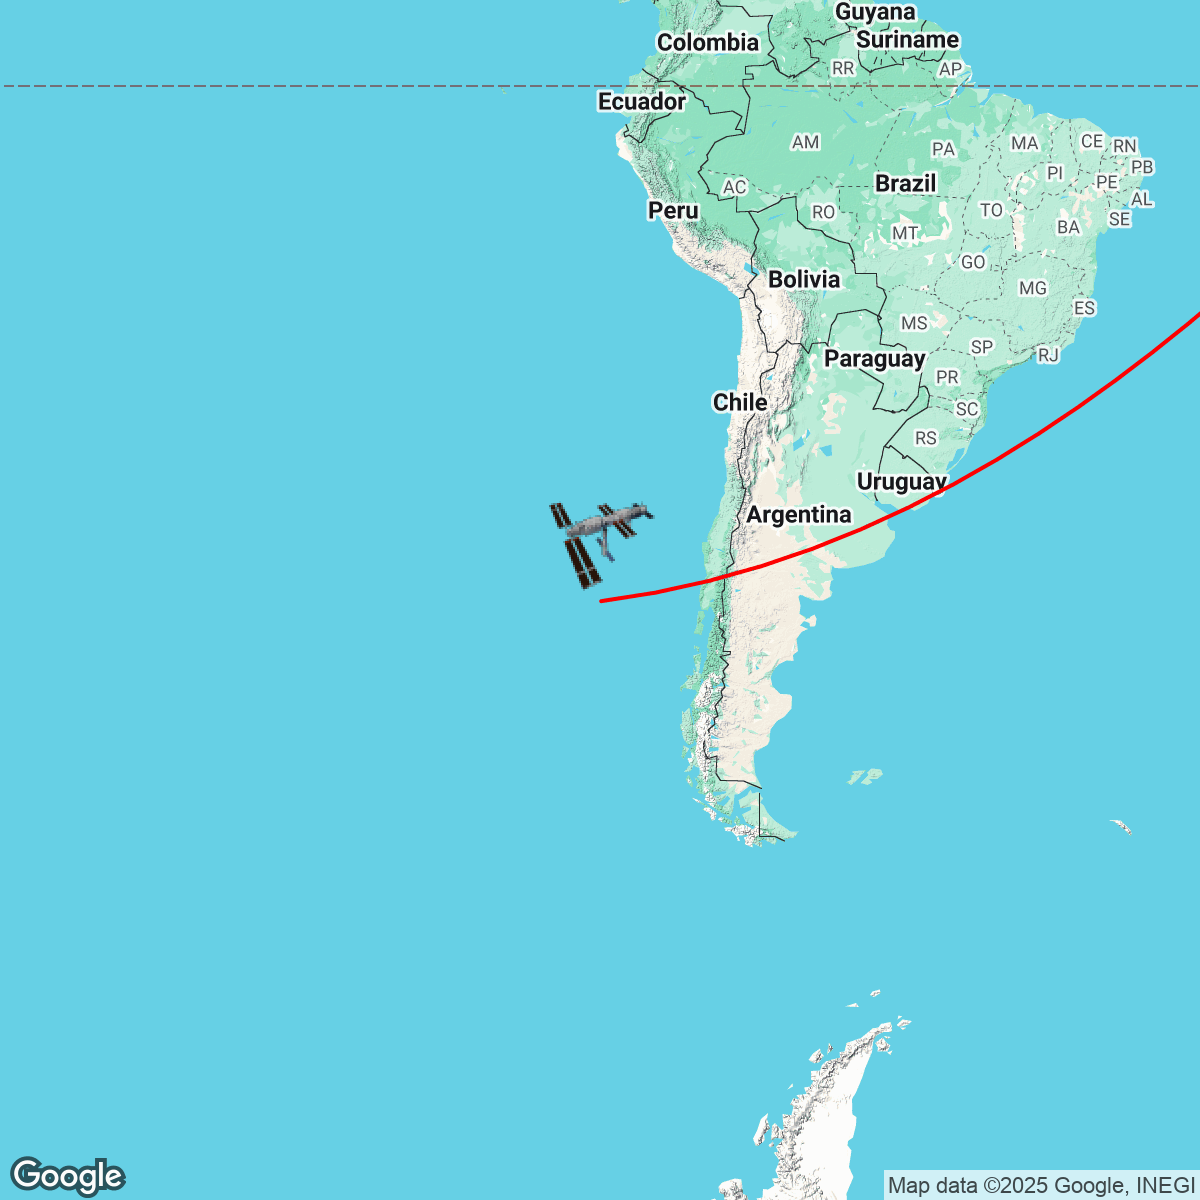 Guyana
Suriname
Colombia
RR
AP
Ecuador
AM
PA
MA
CE
RN
PI
PB
PE
AC
Brazil
AL
Peru
RO
TO
SE
MT
BA
GO
Bolivia
MG
ES
MS
SP
RJ
Paraguay
PR
Chile
SC
RS
Uruguay
Argentina
Google
Map data ©2025 Google, INEGI